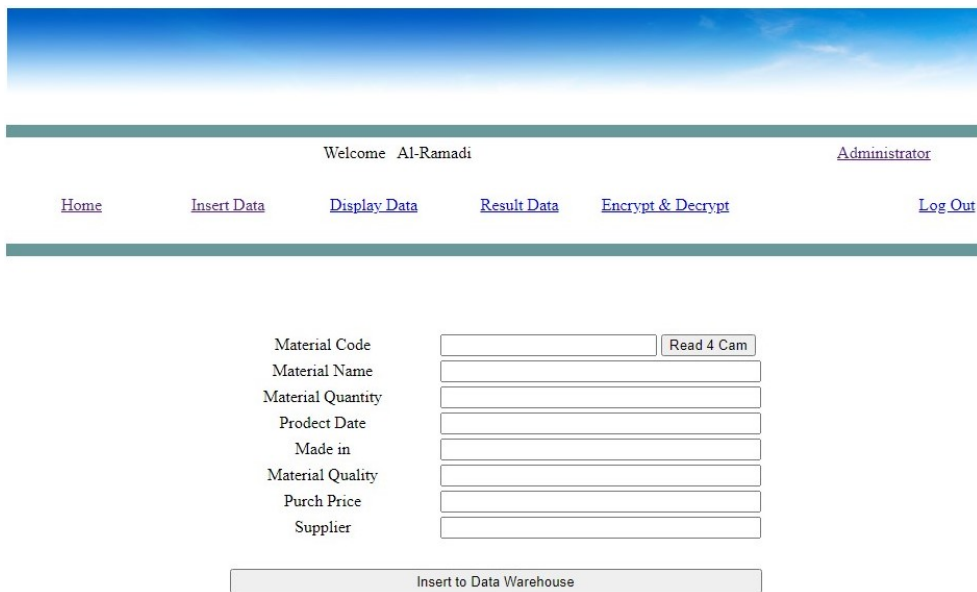 Welcome Al-Ramadi Administrator
Home Insert Data Display Data Result Data Encrypt & Decrypt Log Out
Material Code Read 4 Cam
Material Name
Material Quantity
Prodect Date
Made in
Material Quality
Purch Price
Supplier
Insert to Data Warehouse